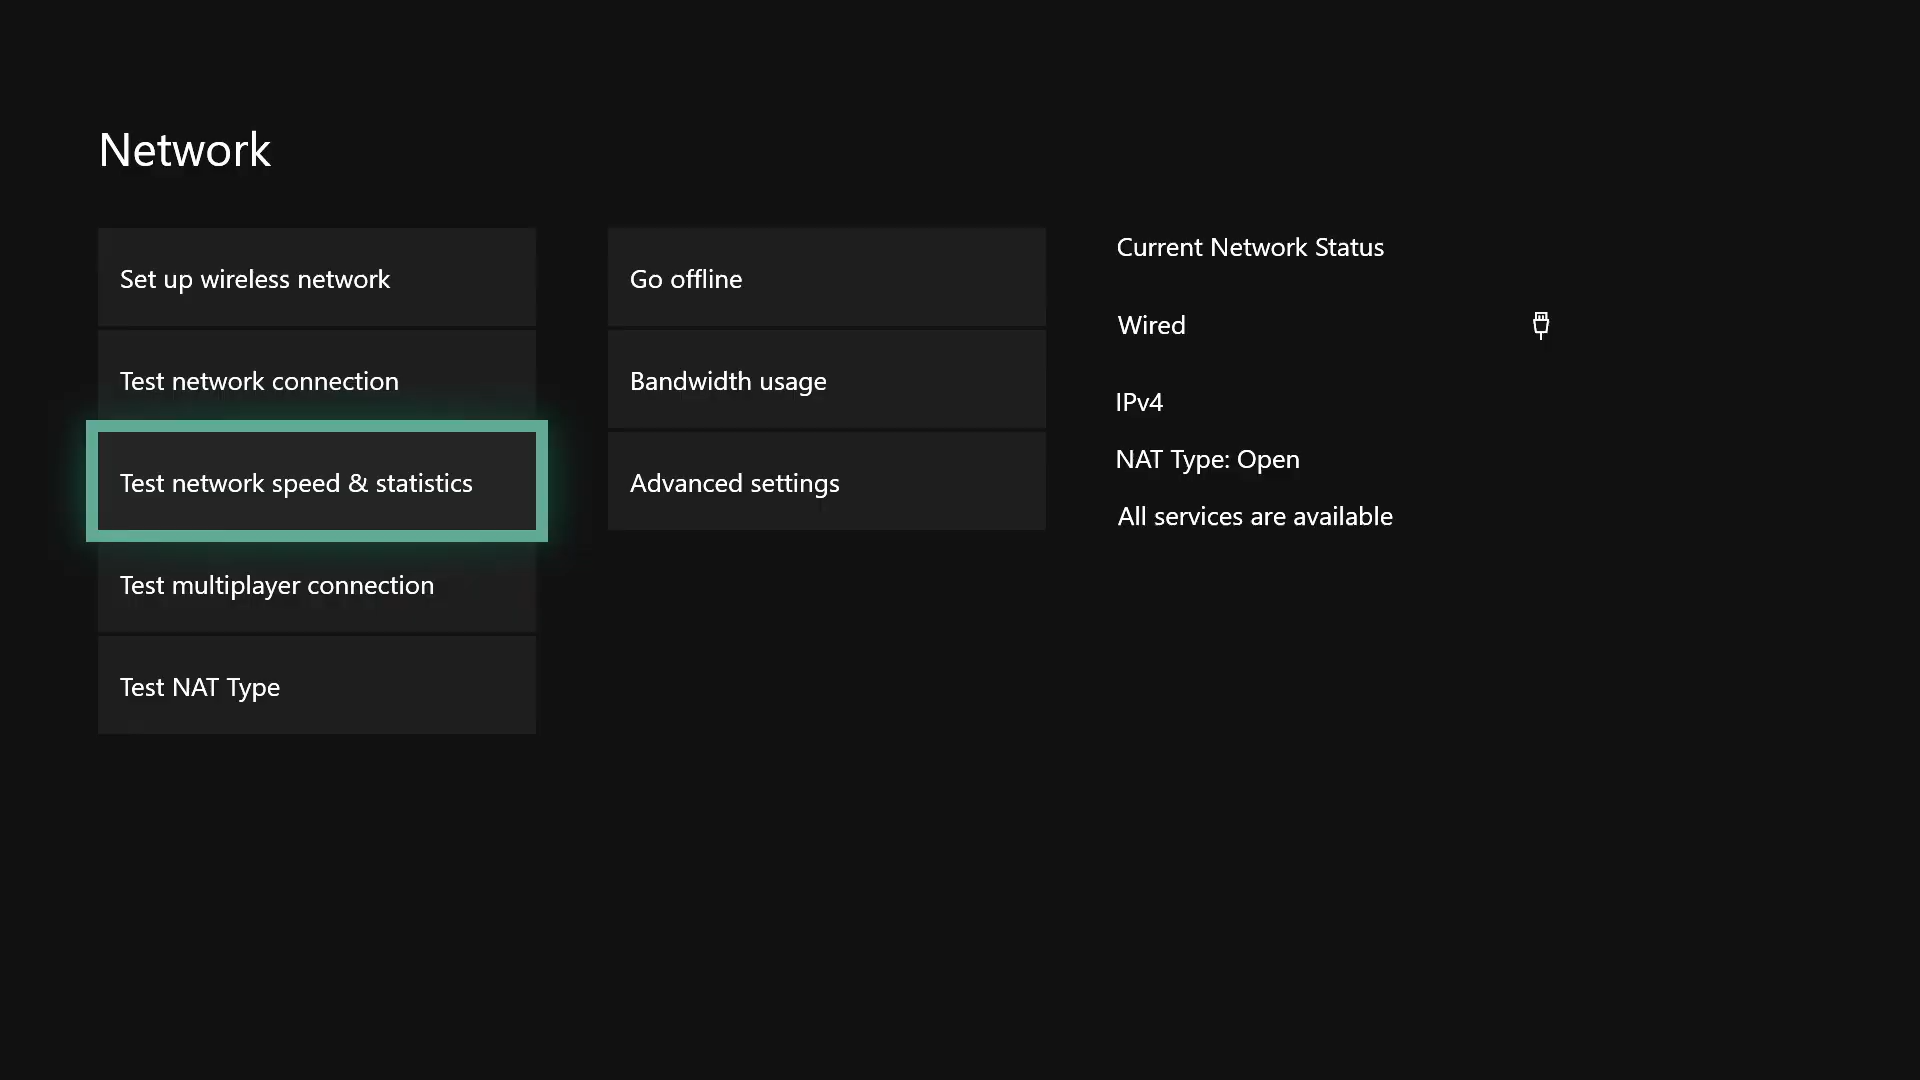 Network
Set up wireless network
Test network connection
Test network speed & statistics
Test multiplayer connection
Test NAT Type
Go offline
Bandwidth usage
Advanced settings
Current Network Status
Wired
IPv4
NAT Type: Open
All services are available